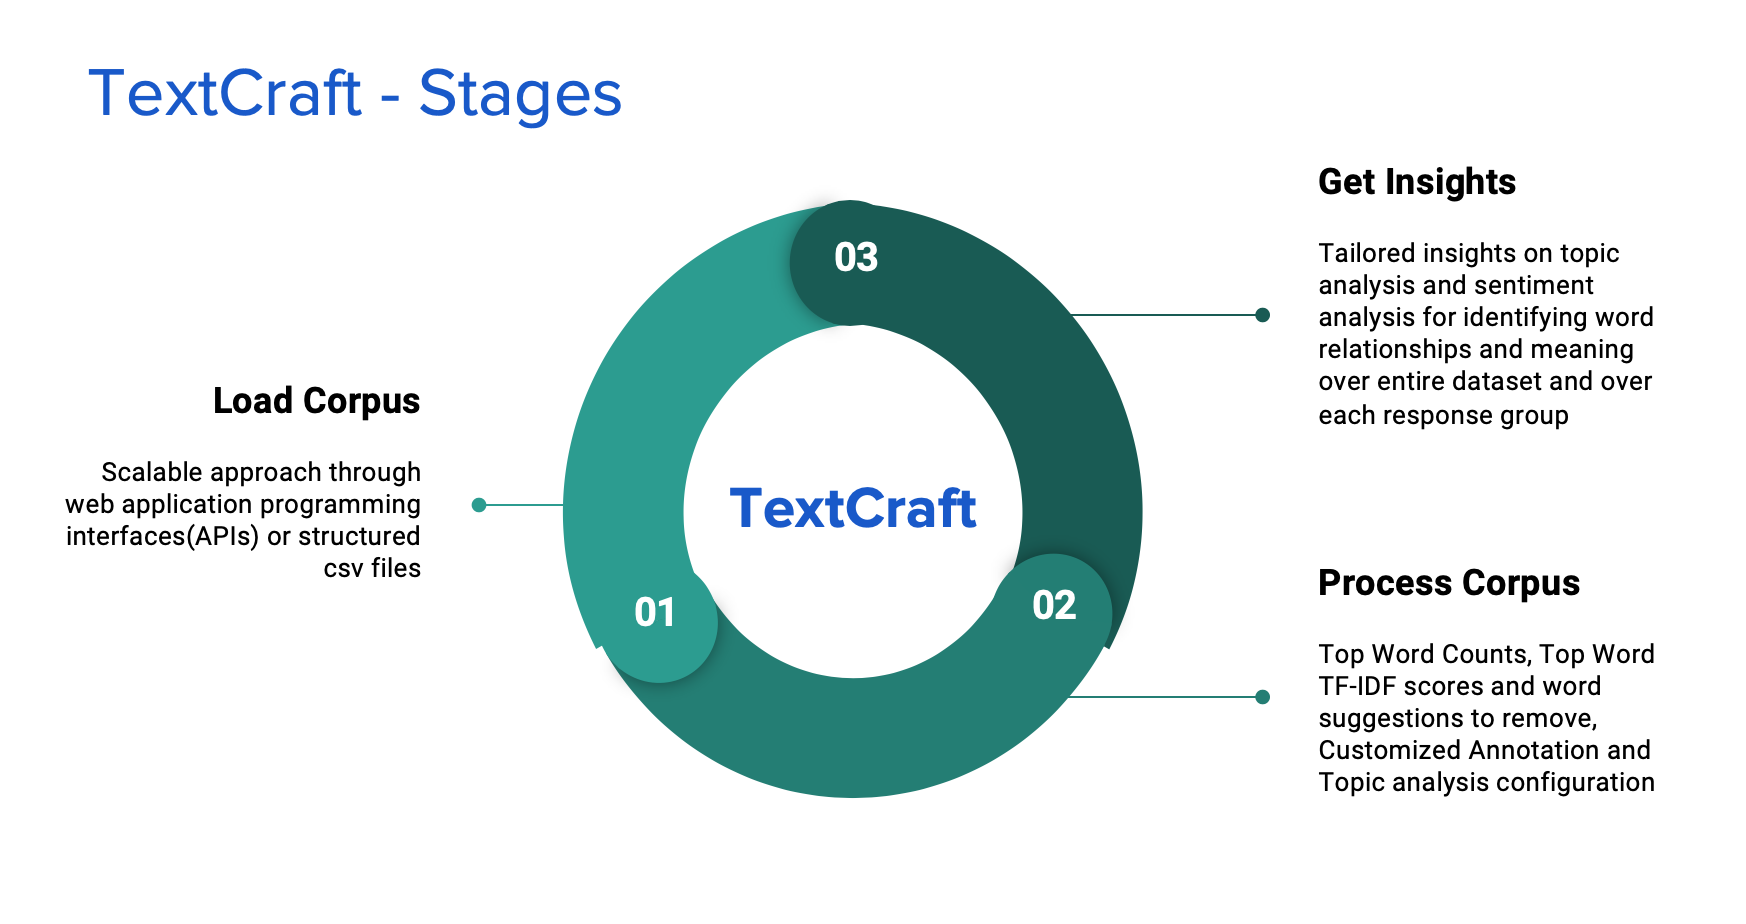 TextCraft - Stages
Get Insights
Tailored insights on topic
analysis and sentiment
analysis for identifying word
relationships and meaning
over entire dataset and over
each response group
03
Load Corpus
Scalable approach through
web application programming
interfaces(APIs) or structured
csv files
TextCraft
01
02
Process Corpus
Top Word Counts, Top Word
TF-IDF scores and word
suggestions to remove,
Customized Annotation and
Topic analysis configuration